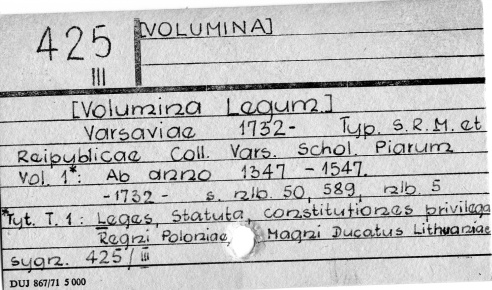 425
III
[VOLUMINA]
[Volumina Legum.]
Varsaviae 1732- Typ. S.R.M. et
Reipublicae Coll. Vars. Schol. Piarum
Vol. 1*: Ab anno 1347 - 1547.
-1732- s. nlb. 50, 589, nlb. 5
*Tyt. T. 1: Leges, Statuta, constitutiones privilega
Regni Poloniae, Magni Ducatus Lithuaniae
sygn. 425/III
DUJ 867/71 5 000